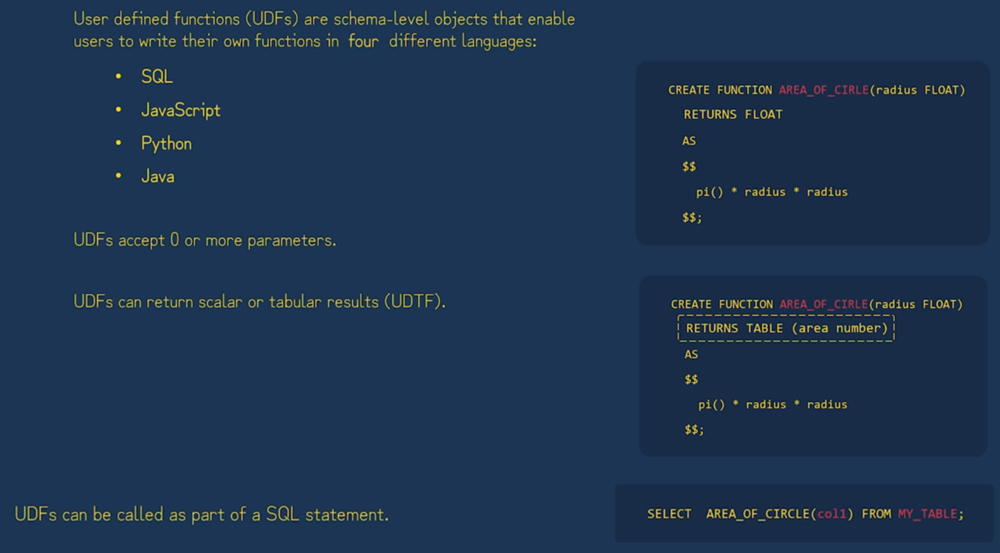 User defined functions (UDFs) are schema-level objects that enable
users to write their own functions in four different languages:
• SQL
• JavaScript
• Python
• Java
UDFs accept 0 or more parameters.
UDFs can return scalar or tabular results (UDTF).
CREATE FUNCTION AREA_OF_CIRLE(radius FLOAT)
RETURNS FLOAT
AS
$$
pi() * radius * radius
$$;
CREATE FUNCTION AREA_OF_CIRLE(radius FLOAT)
RETURNS TABLE (area number)
AS
$$
pi() * radius * radius
$$;
UDFs can be called as part of a SQL statement.
SELECT AREA_OF_CIRCLE(col1) FROM MY_TABLE;